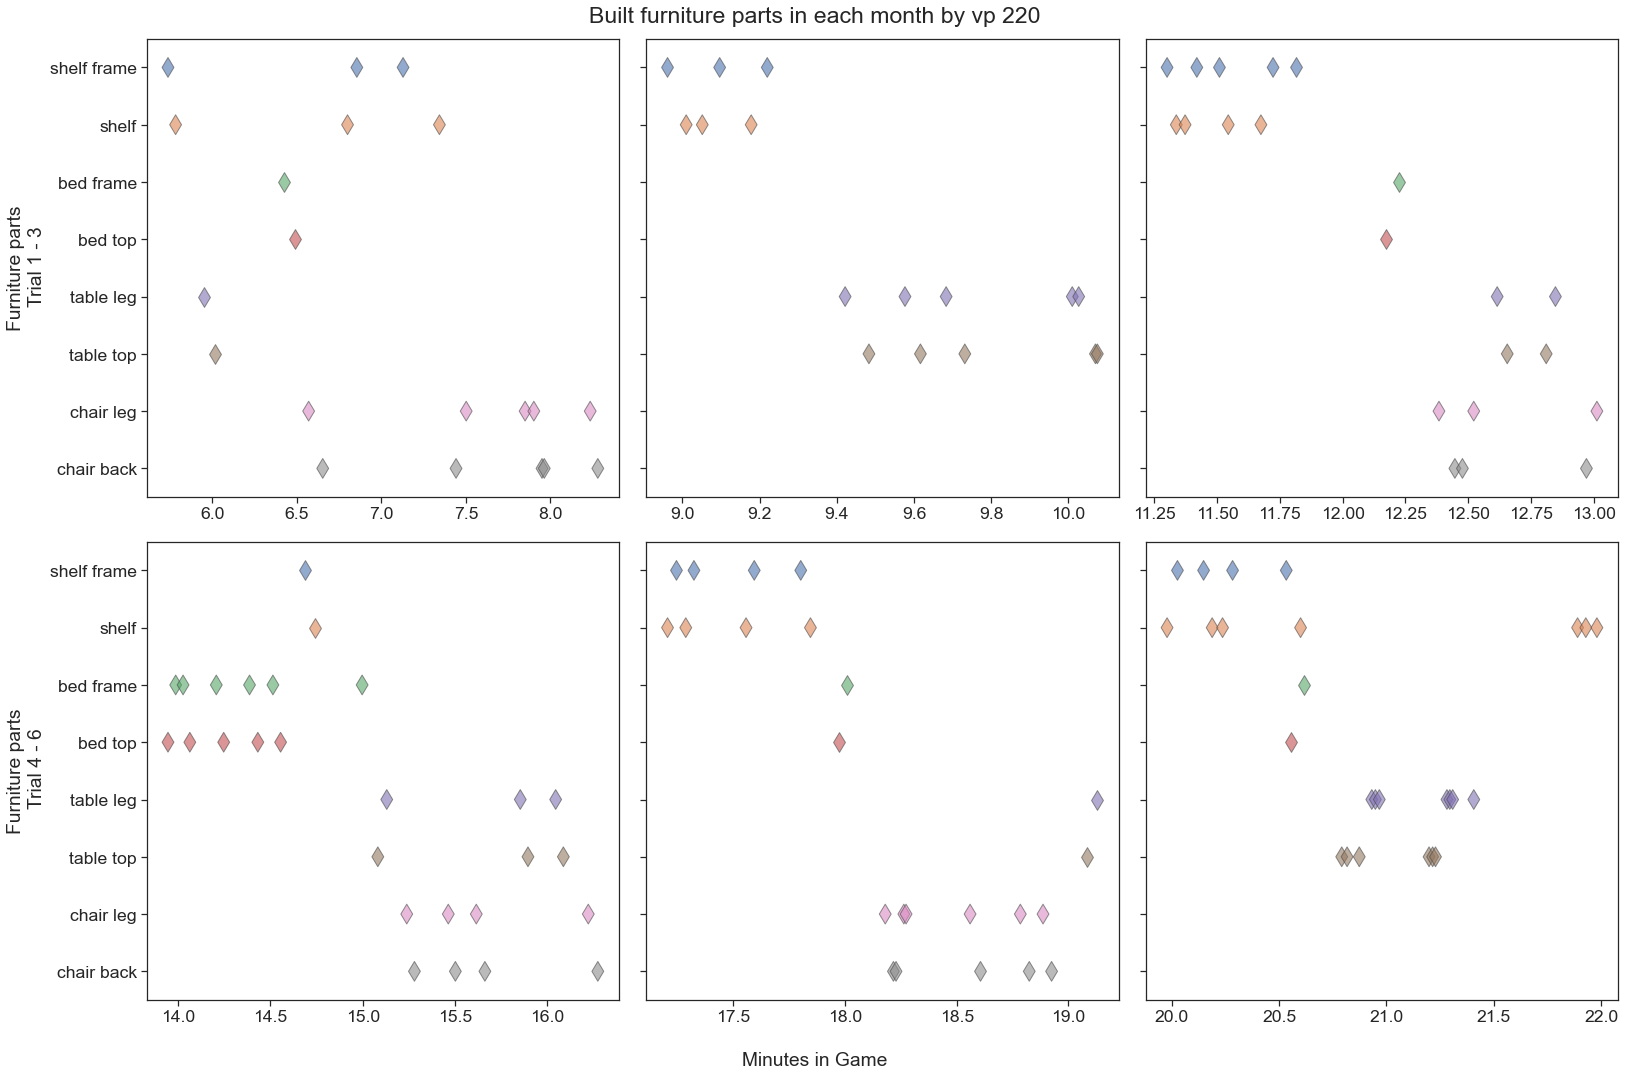 Built furniture parts in each month by vp 220
Furniture parts
Trial 1 - 3
shelf frame
shelf
bed frame
bed top
table leg
table top
chair leg
chair back
6.0 6.5 7.0 7.5 8.0
9.0 9.2 9.4 9.6 9.8 10.0
11.25 11.50 11.75 12.00 12.25 12.50 12.75 13.00
Furniture parts
Trial 4 - 6
shelf frame
shelf
bed frame
bed top
table leg
table top
chair leg
chair back
14.0 14.5 15.0 15.5 16.0
17.5 18.0 18.5 19.0
20.0 20.5 21.0 21.5 22.0
Minutes in Game